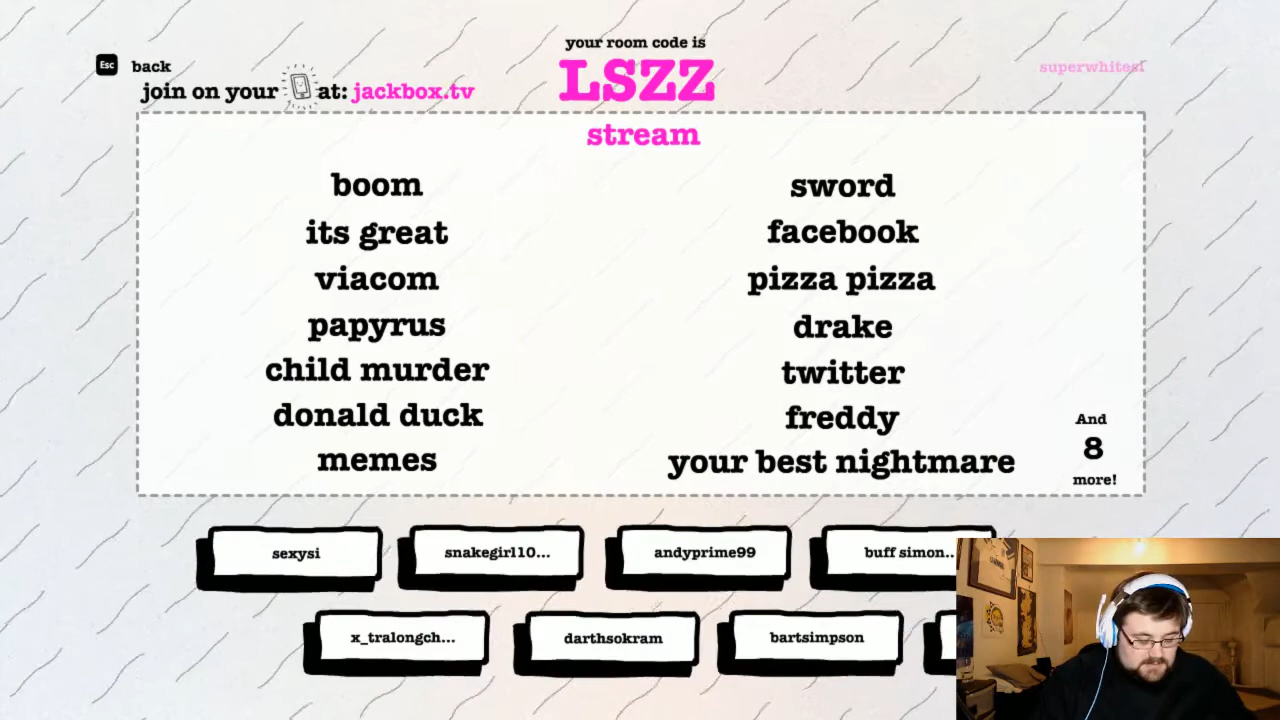 your room code is
Esc back
LSZZ
superwhitesi
join on your at: jackbox.tv
stream
boom
sword
its great
facebook
viacom
pizza pizza
papyrus
drake
child murder
twitter
donald duck
freddy
memes
your best nightmare
And
8
more!
sexysi
snakegirl10...
andyprime99
buff simon..
x_tralongch...
darthsokram
bartsimpson